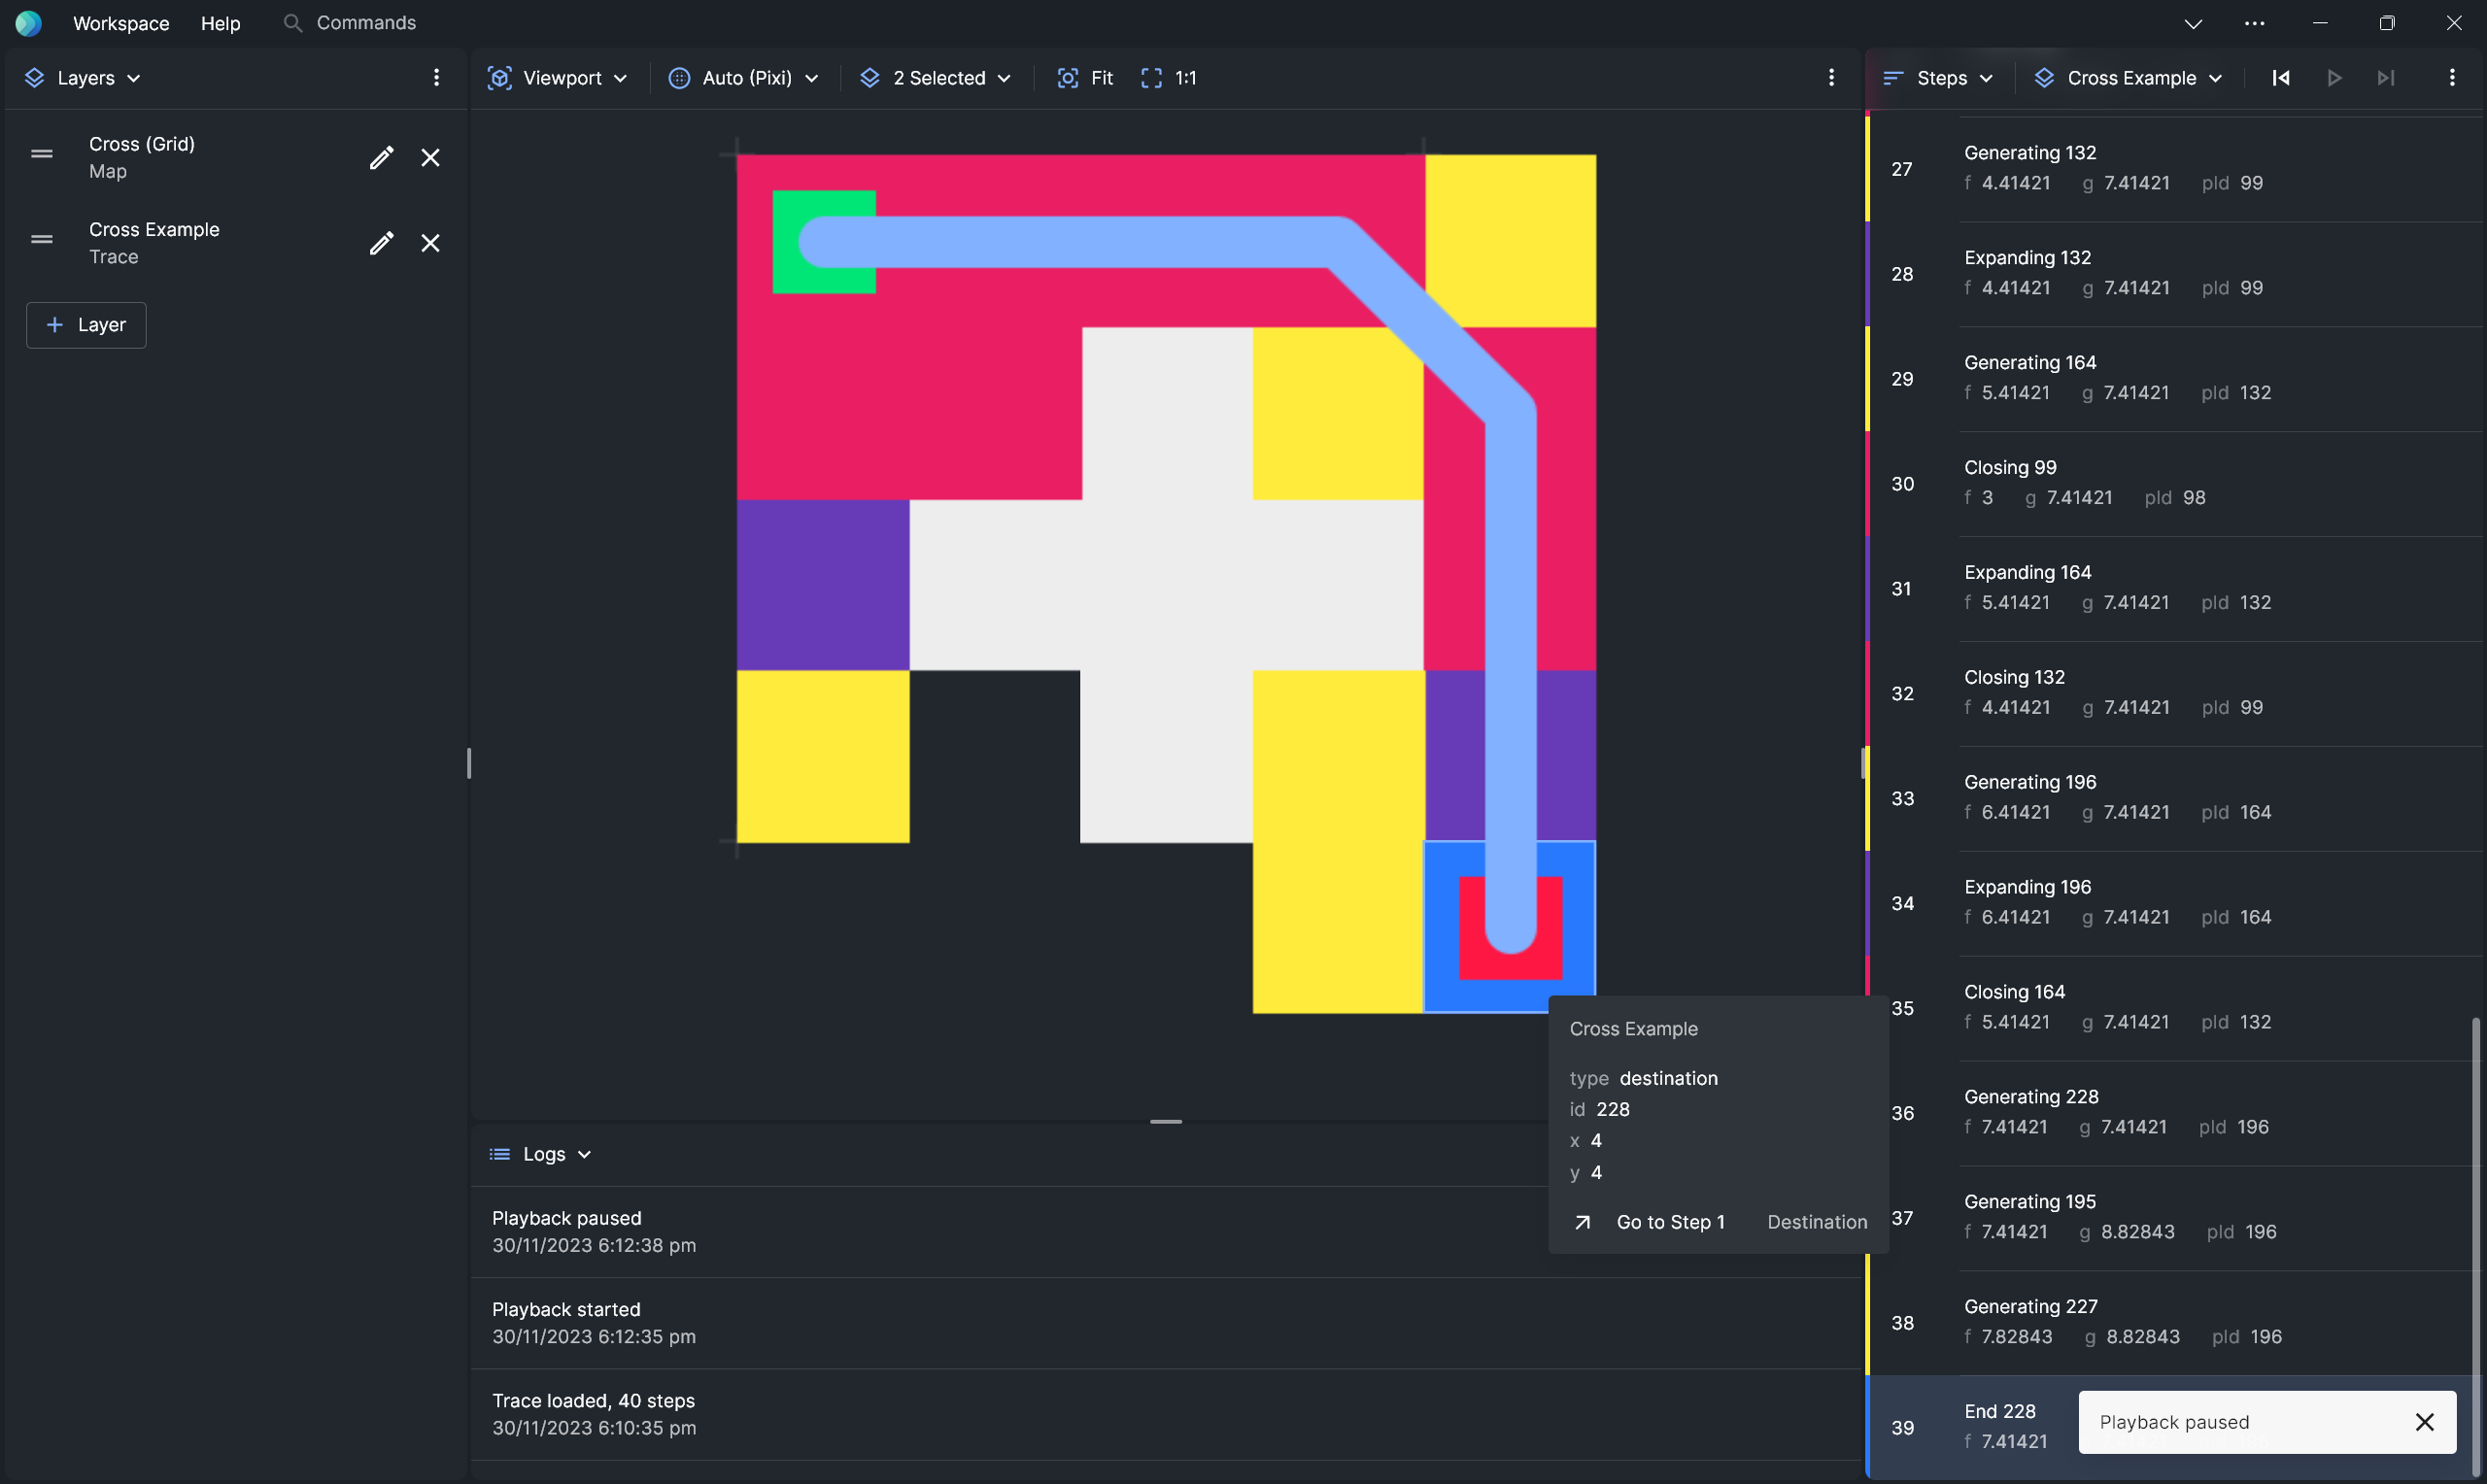 Workspace Help Commands
Layers
Cross (Grid)
Map
Cross Example
Trace
Layer
Viewport Auto (Pixi) 2 Selected Fit 1:1
Cross Example
type destination
id 228
x 4
y 4
Go to Step 1 Destination
Logs
Playback paused
30/11/2023 6:12:38 pm
Playback started
30/11/2023 6:12:35 pm
Trace loaded, 40 steps
30/11/2023 6:10:35 pm
Steps Cross Example
27 Generating 132
f 4.41421 g 7.41421 pId 99
28 Expanding 132
f 4.41421 g 7.41421 pId 99
29 Generating 164
f 5.41421 g 7.41421 pId 132
30 Closing 99
f 3 g 7.41421 pId 98
31 Expanding 164
f 5.41421 g 7.41421 pId 132
32 Closing 132
f 4.41421 g 7.41421 pId 99
33 Generating 196
f 6.41421 g 7.41421 pId 164
34 Expanding 196
f 6.41421 g 7.41421 pId 164
35 Closing 164
f 5.41421 g 7.41421 pId 132
36 Generating 228
f 7.41421 g 7.41421 pId 196
37 Generating 195
f 7.41421 g 8.82843 pId 196
38 Generating 227
f 7.82843 g 8.82843 pId 196
39 End 228
f 7.41421
Playback paused